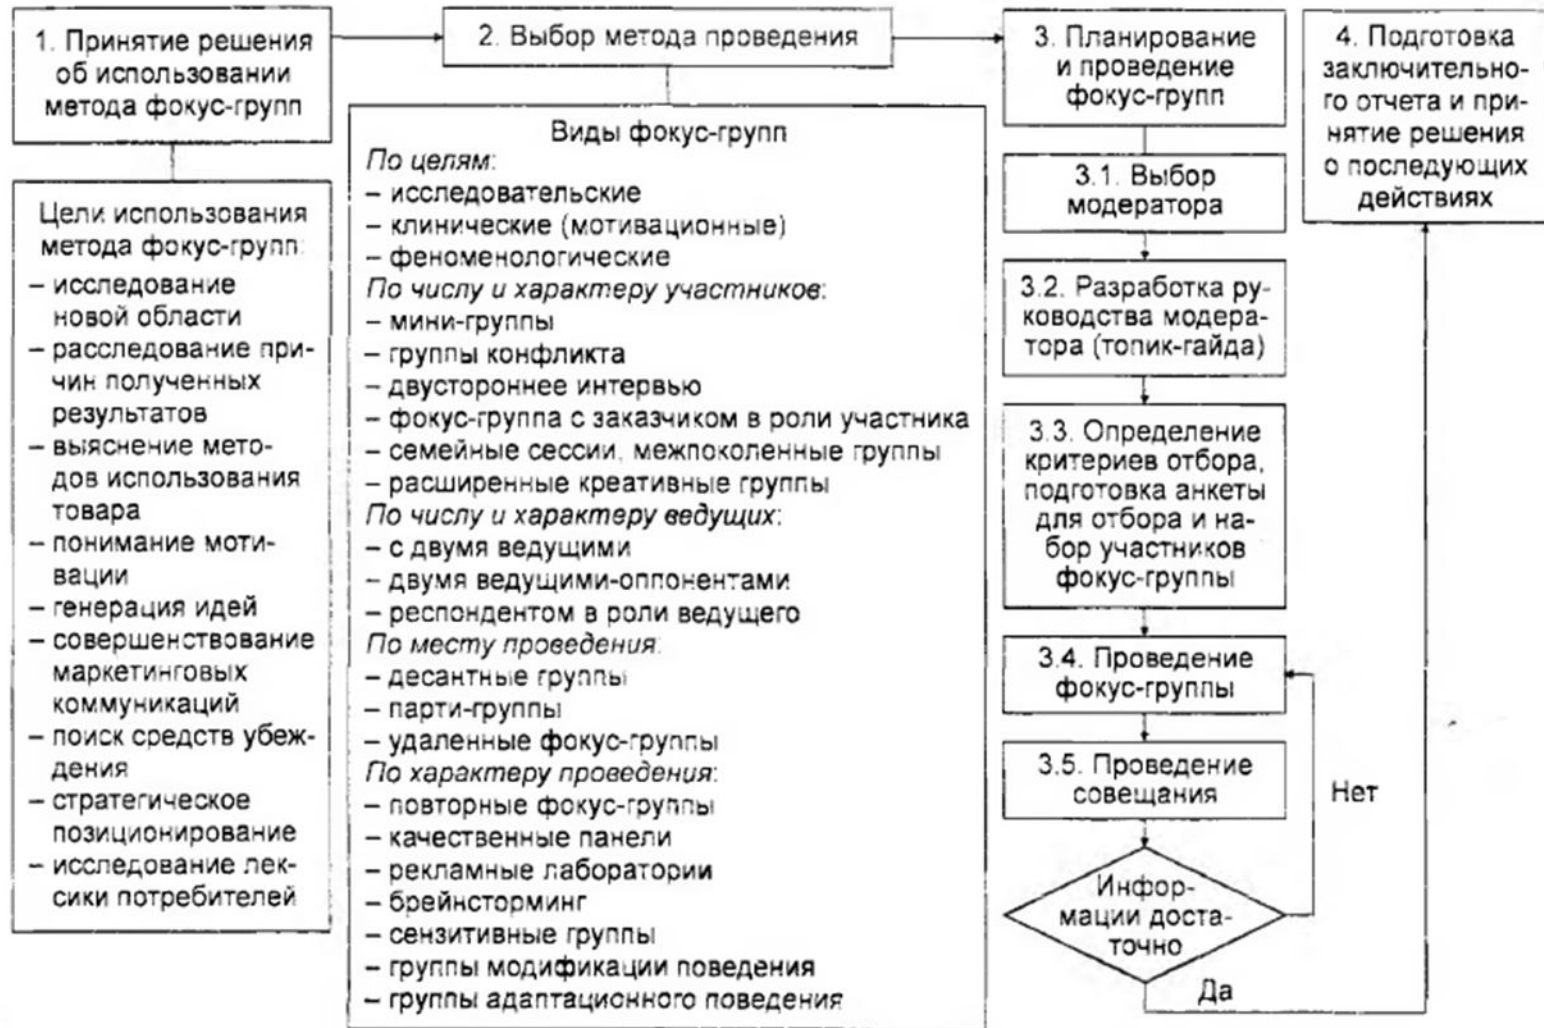 1. Принятие решения
об использовании
метода фокус-групп
2. Выбор метода проведения
3. Планирование
и проведение
фокус-групп
4. Подготовка
заключительно-
го отчета и при-
нятие решения
о последующих
действиях
Цели использования
метода фокус-групп:
– исследование
новой области
– расследование при-
чин полученных
результатов
– выяснение мето-
дов использования
товара
– понимание моти-
вации
– генерация идей
– совершенствование
маркетинговых
коммуникаций
– поиск средств убеж-
дения
– стратегическое
позиционирование
– исследование лек-
сики потребителей
Виды фокус-групп
По целям:
– исследовательские
– клинические (мотивационные)
– феноменологические
По числу и характеру участников:
– мини-группы
– группы конфликта
– двустороннее интервью
– фокус-группа с заказчиком в роли участника
– семейные сессии, межпоколенные группы
– расширенные креативные группы
По числу и характеру ведущих:
– с двумя ведущими
– двумя ведущими-оппонентами
– респондентом в роли ведущего
По месту проведения:
– десантные группы
– парти-группы
– удаленные фокус-группы
По характеру проведения:
– повторные фокус-группы
– качественные панели
– рекламные лаборатории
– брейнсторминг
– сензитивные группы
– группы модификации поведения
– группы адаптационного поведения
3.1. Выбор
модератора
3.2. Разработка ру-
ководства модера-
тора (топик-гайда)
3.3. Определение
критериев отбора,
подготовка анкеты
для отбора и на-
бор участников
фокус-группы
3.4. Проведение
фокус-группы
3.5. Проведение
совещания
Инфор-
мации доста-
точно
Нет
Да